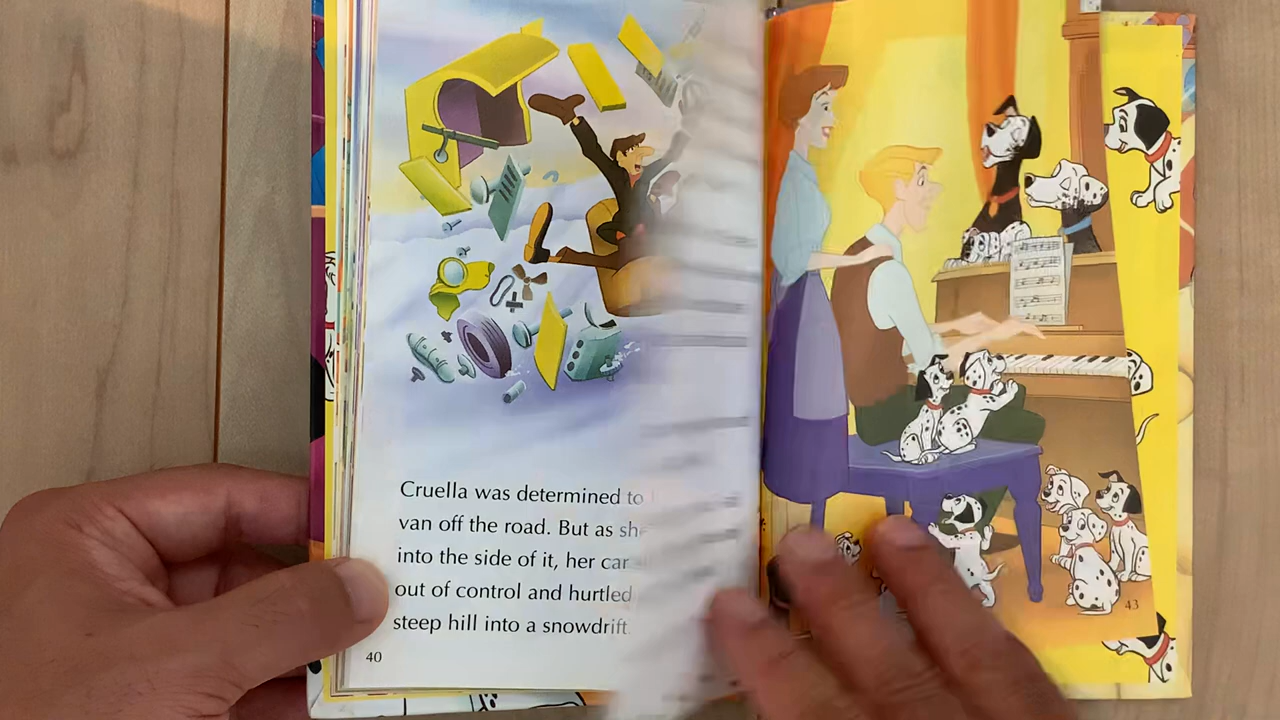 Cruella was determined to
van off the road. But as she
into the side of it, her car
out of control and hurtled
steep hill into a snowdrift.
40
43